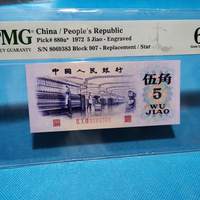 PMG
China / People's Republic
Pick# 880a* 1972 5 Jiao - Engraved
S/N 8069383 Block 907 - Replacement / Star
中国人民银行
伍角
5
WU
JIAO